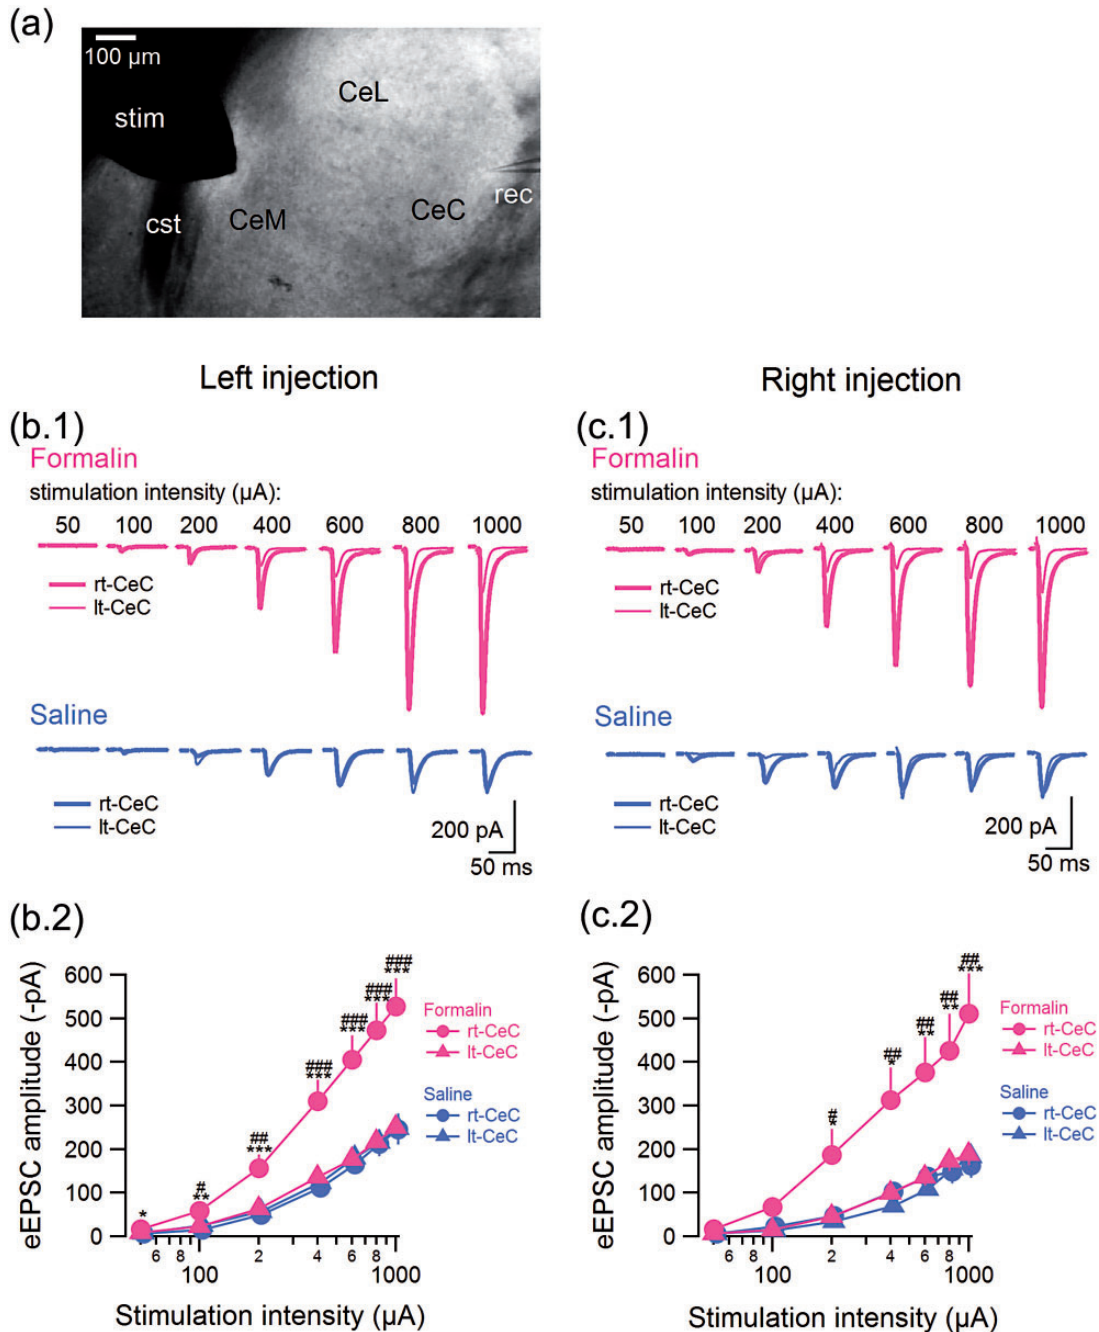 (a)
100 µm
CeL
stim
rec
cst
CeM
CeC
Left injection
Right injection
(b.1)
Formalin
stimulation intensity (µA):
50 100 200 400 600 800 1000
rt-CeC
lt-CeC
Saline
rt-CeC
lt-CeC
200 pA
50 ms
(c.1)
Formalin
stimulation intensity (µA):
50 100 200 400 600 800 1000
rt-CeC
lt-CeC
Saline
rt-CeC
lt-CeC
200 pA
50 ms
(b.2)
eEPSC amplitude (-pA)
600
500
400
300
200
100
0
*
#
**
##
***
###
***
###
***
###
***
###
***
Formalin
rt-CeC
lt-CeC
Saline
rt-CeC
lt-CeC
6 8 2 4 6 8
100 1000
Stimulation intensity (µA)
(c.2)
eEPSC amplitude (-pA)
600
500
400
300
200
100
0
#
*
##
*
##
**
##
**
##
***
Formalin
rt-CeC
lt-CeC
Saline
rt-CeC
lt-CeC
6 8 2 4 6 8
100 1000
Stimulation intensity (µA)